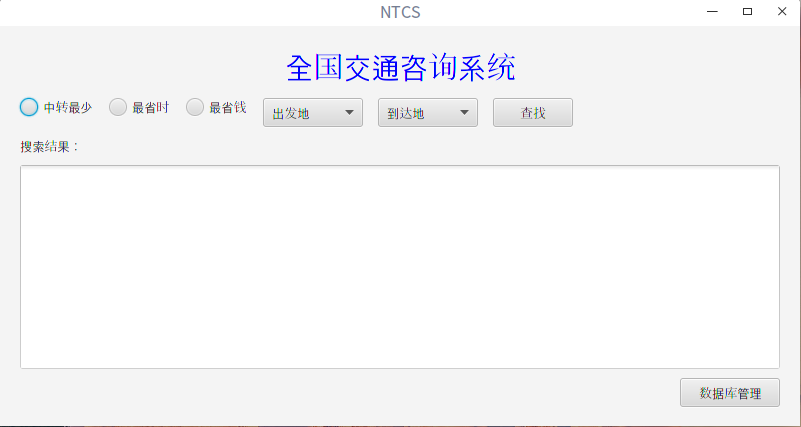 NTCS
全国交通咨询系统
中转最少 最省时 最省钱 出发地 到达地 查找
搜索结果：
数据库管理